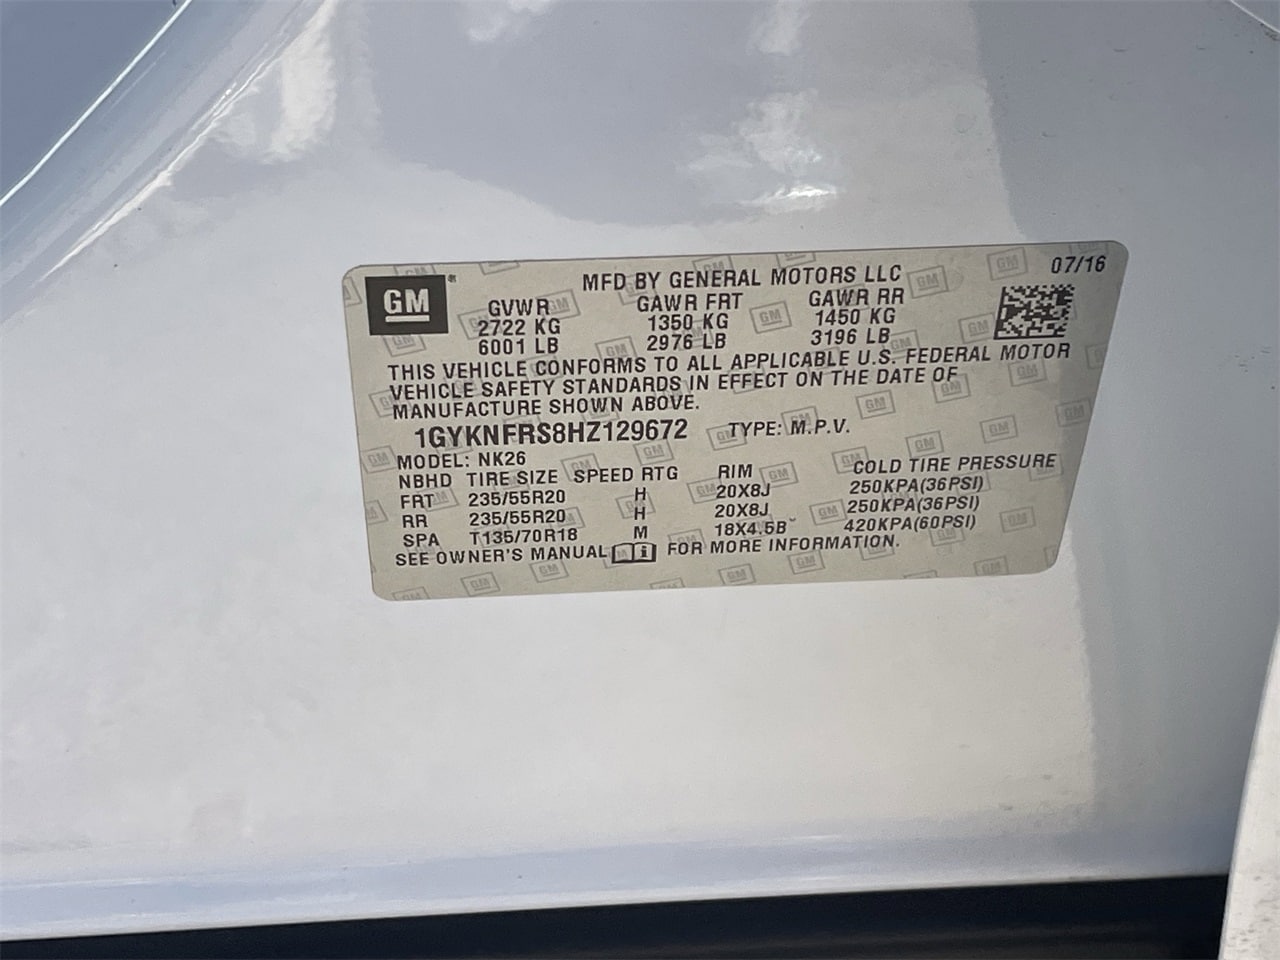 GM
MFD BY GENERAL MOTORS LLC 07/16
GVWR GAWR FRT GAWR RR
2722 KG 1350 KG 1450 KG
6001 LB 2976 LB 3196 LB
THIS VEHICLE CONFORMS TO ALL APPLICABLE U.S. FEDERAL MOTOR
VEHICLE SAFETY STANDARDS IN EFFECT ON THE DATE OF
MANUFACTURE SHOWN ABOVE.
1GYKNFRS8HZ129672 TYPE: M.P.V.
MODEL: NK26
NBHD TIRE SIZE SPEED RTG RIM COLD TIRE PRESSURE
FRT 235/55R20 H 20X8J 250KPA(36PSI)
RR 235/55R20 H 20X8J 250KPA(36PSI)
SPA T135/70R18 M 18X4.5B 420KPA(60PSI)
SEE OWNER'S MANUAL FOR MORE INFORMATION.